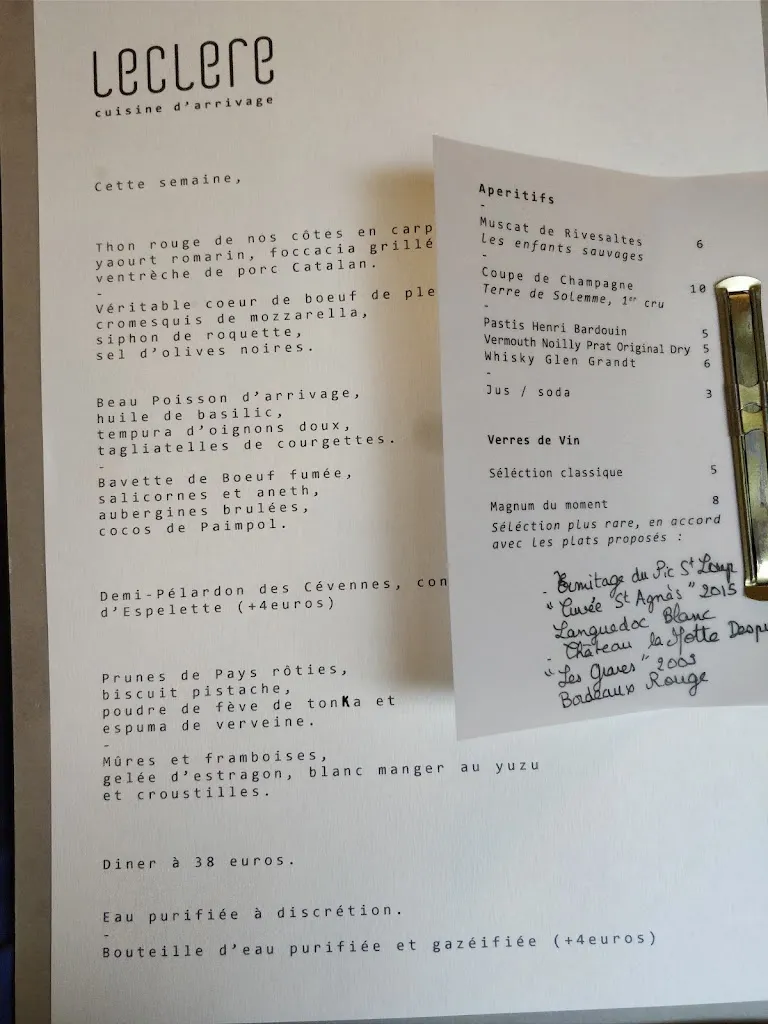 LECLERE
cuisine d'arrivage
Cette semaine,
Thon rouge de nos côtes en carp
yaourt romarin, foccacia grillé
ventrèche de porc Catalan.
-
Véritable coeur de boeuf de ple
cromesquis de mozzarella,
siphon de roquette,
sel d'olives noires.
Beau Poisson d'arrivage,
huile de basilic,
tempura d'oignons doux,
tagliatelles de courgettes.
-
Bavette de Boeuf fumée,
salicornes et aneth,
aubergines brulées,
cocos de Paimpol.
Demi-Pélardon des Cévennes, con
d'Espelette (+4euros)
Prunes de Pays rôties,
biscuit pistache,
poudre de fève de tonKa et
espuma de verveine.
-
Mûres et framboises,
gelée d'estragon, blanc manger au yuzu
et croustilles.
Diner à 38 euros.
Eau purifiée à discrétion.
-
Bouteille d'eau purifiée et gazéifiée (+4euros)
Aperitifs
-
Muscat de Rivesaltes 6
Les enfants sauvages
-
Coupe de Champagne 10
Terre de Solemme, 1er cru
-
Pastis Henri Bardouin 5
Vermouth Noilly Prat Original Dry 5
Whisky Glen Grandt 6
-
Jus / soda 3
Verres de Vin
Séléction classique 5
Magnum du moment 8
Séléction plus rare, en accord
avec les plats proposés :
- Ermitage du Pic St Loup
"Cuvée St Agnès" 2015
Languedoc Blanc
- Château la Motte Despu
"Les Graves" 2003
Bordeaux Rouge